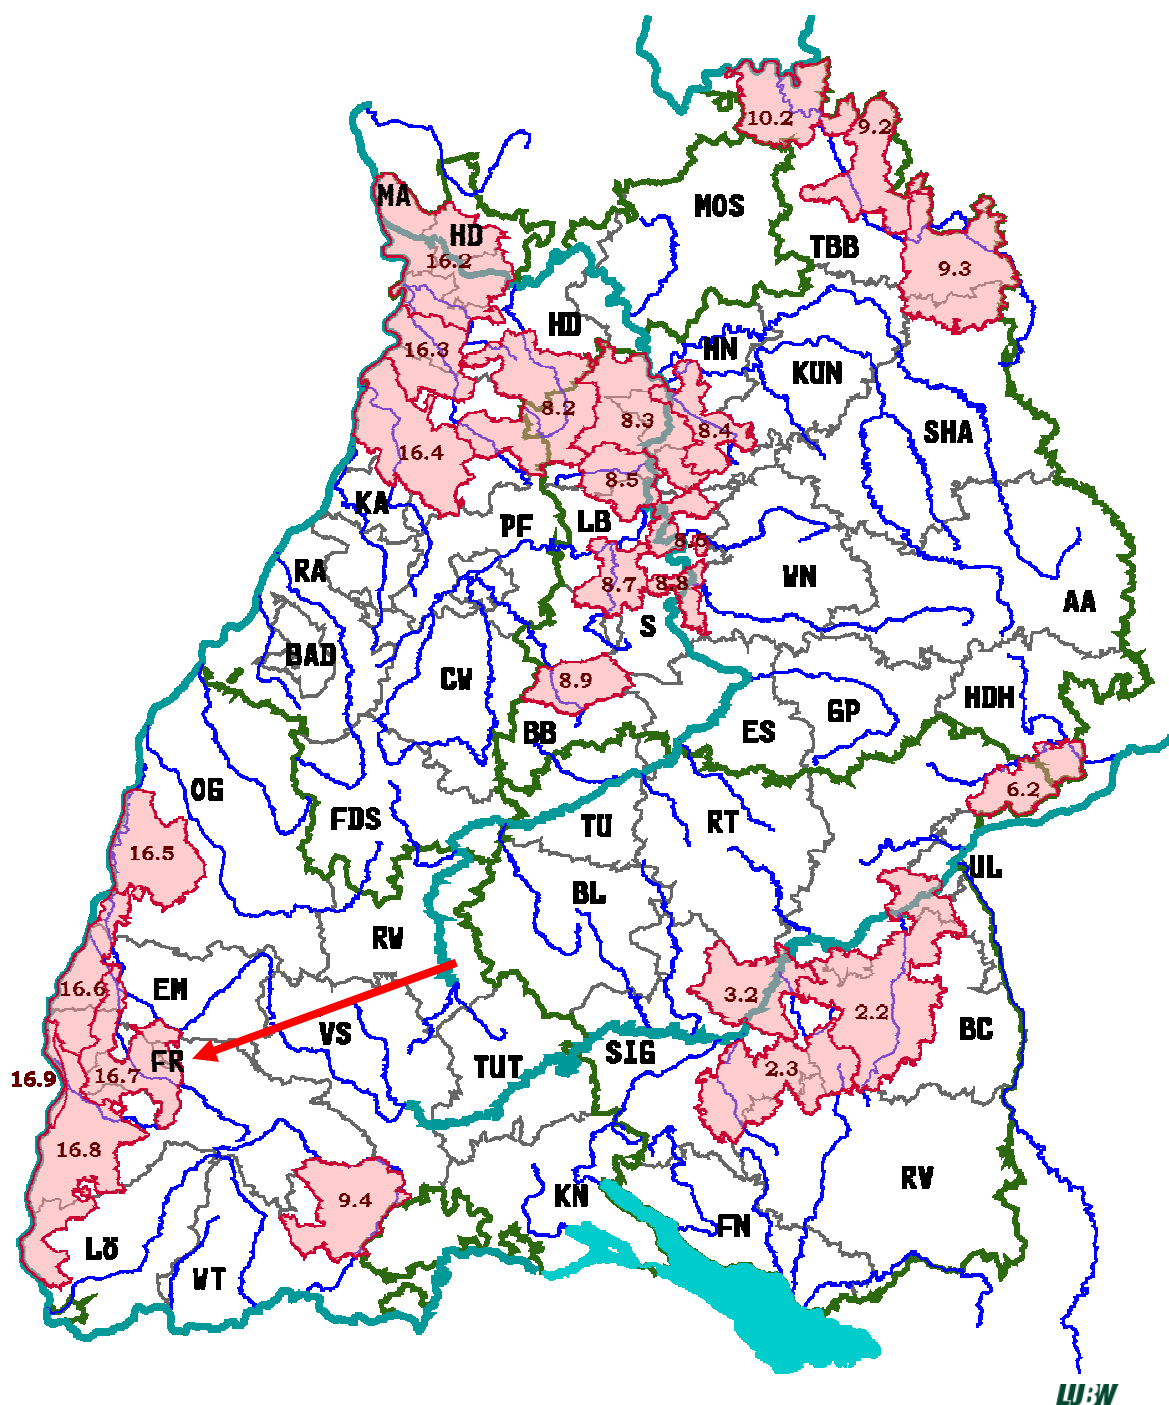 10.2
9.2
MA
MOS
HD
TBB
16.2
9.3
HD
16.3
HN
KUN
8.2
8.3
8.4
SHA
16.4
8.5
KA
PF
LB
8.6
RA
8.7
8.8
WN
AA
S
BAD
CW
8.9
HDH
GP
BB
ES
OG
6.2
FDS
TU
RT
16.5
UL
BL
RW
16.6
EM
3.2
2.2
VS
BC
FR
SIG
TUT
16.9
16.7
2.3
16.8
RV
9.4
KN
FN
LÖ
WT
LUBW